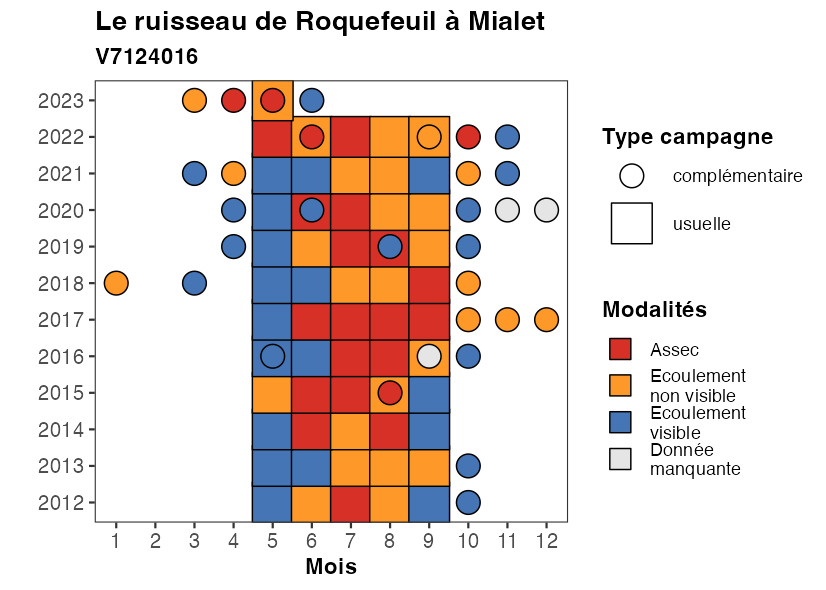 Le ruisseau de Roquefeuil à Mialet
V7124016
2023
2022
2021
2020
2019
2018
2017
2016
2015
2014
2013
2012
1 2 3 4 5 6 7 8 9 10 11 12
Mois
Type campagne
complémentaire
usuelle
Modalités
Assec
Ecoulement
non visible
Ecoulement
visible
Donnée
manquante